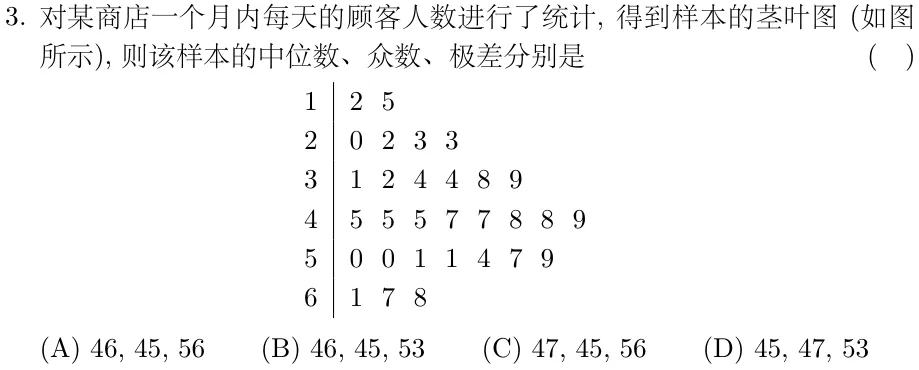 3. 对某商店一个月内每天的顾客人数进行了统计, 得到样本的茎叶图 (如图
所示), 则该样本的中位数、众数、极差分别是 ( )
1 2 5
2 0 2 3 3
3 1 2 4 4 8 9
4 5 5 5 7 7 8 8 9
5 0 0 1 1 4 7 9
6 1 7 8
(A) 46, 45, 56 (B) 46, 45, 53 (C) 47, 45, 56 (D) 45, 47, 53